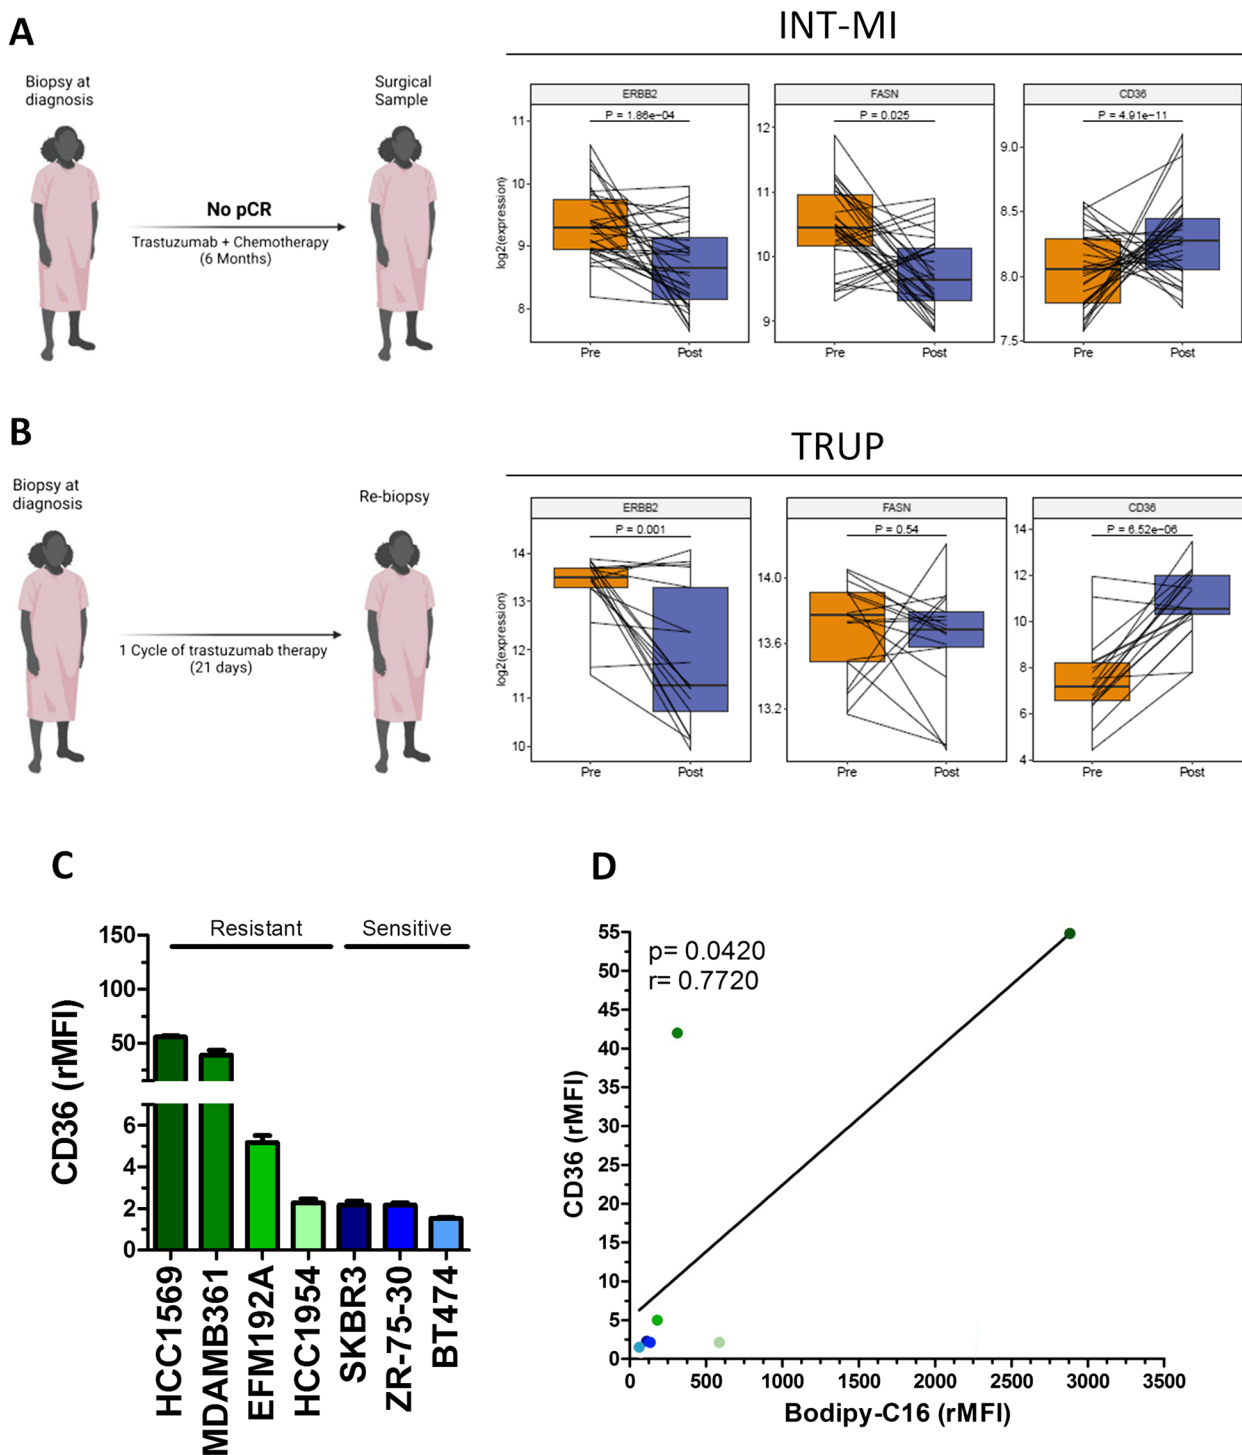 A
INT-MI
Biopsy at
diagnosis
Surgical
Sample
No pCR
Trastuzumab + Chemotherapy
(6 Months)
log2(expression)
ERBB2
P = 1.86e−04
11
10
9
8
Pre Post
FASN
P = 0.025
12
11
10
9
Pre Post
CD36
P = 4.91e−11
9.0
8.5
8.0
7.5
Pre Post
B
TRUP
Biopsy at
diagnosis
Re-biopsy
1 Cycle of trastuzumab therapy
(21 days)
log2(expression)
ERBB2
P = 0.001
14
13
12
11
10
Pre Post
FASN
P = 0.54
14.0
13.6
13.2
Pre Post
CD36
P = 6.52e−06
14
12
10
8
6
4
Pre Post
C
Resistant Sensitive
CD36 (rMFI)
150
100
50
6
4
2
0
HCC1569
MDAMB361
EFM192A
HCC1954
SKBR3
ZR-75-30
BT474
D
p= 0.0420
r= 0.7720
CD36 (rMFI)
55
50
45
40
35
30
25
20
15
10
5
0
0 500 1000 1500 2000 2500 3000 3500
Bodipy-C16 (rMFI)